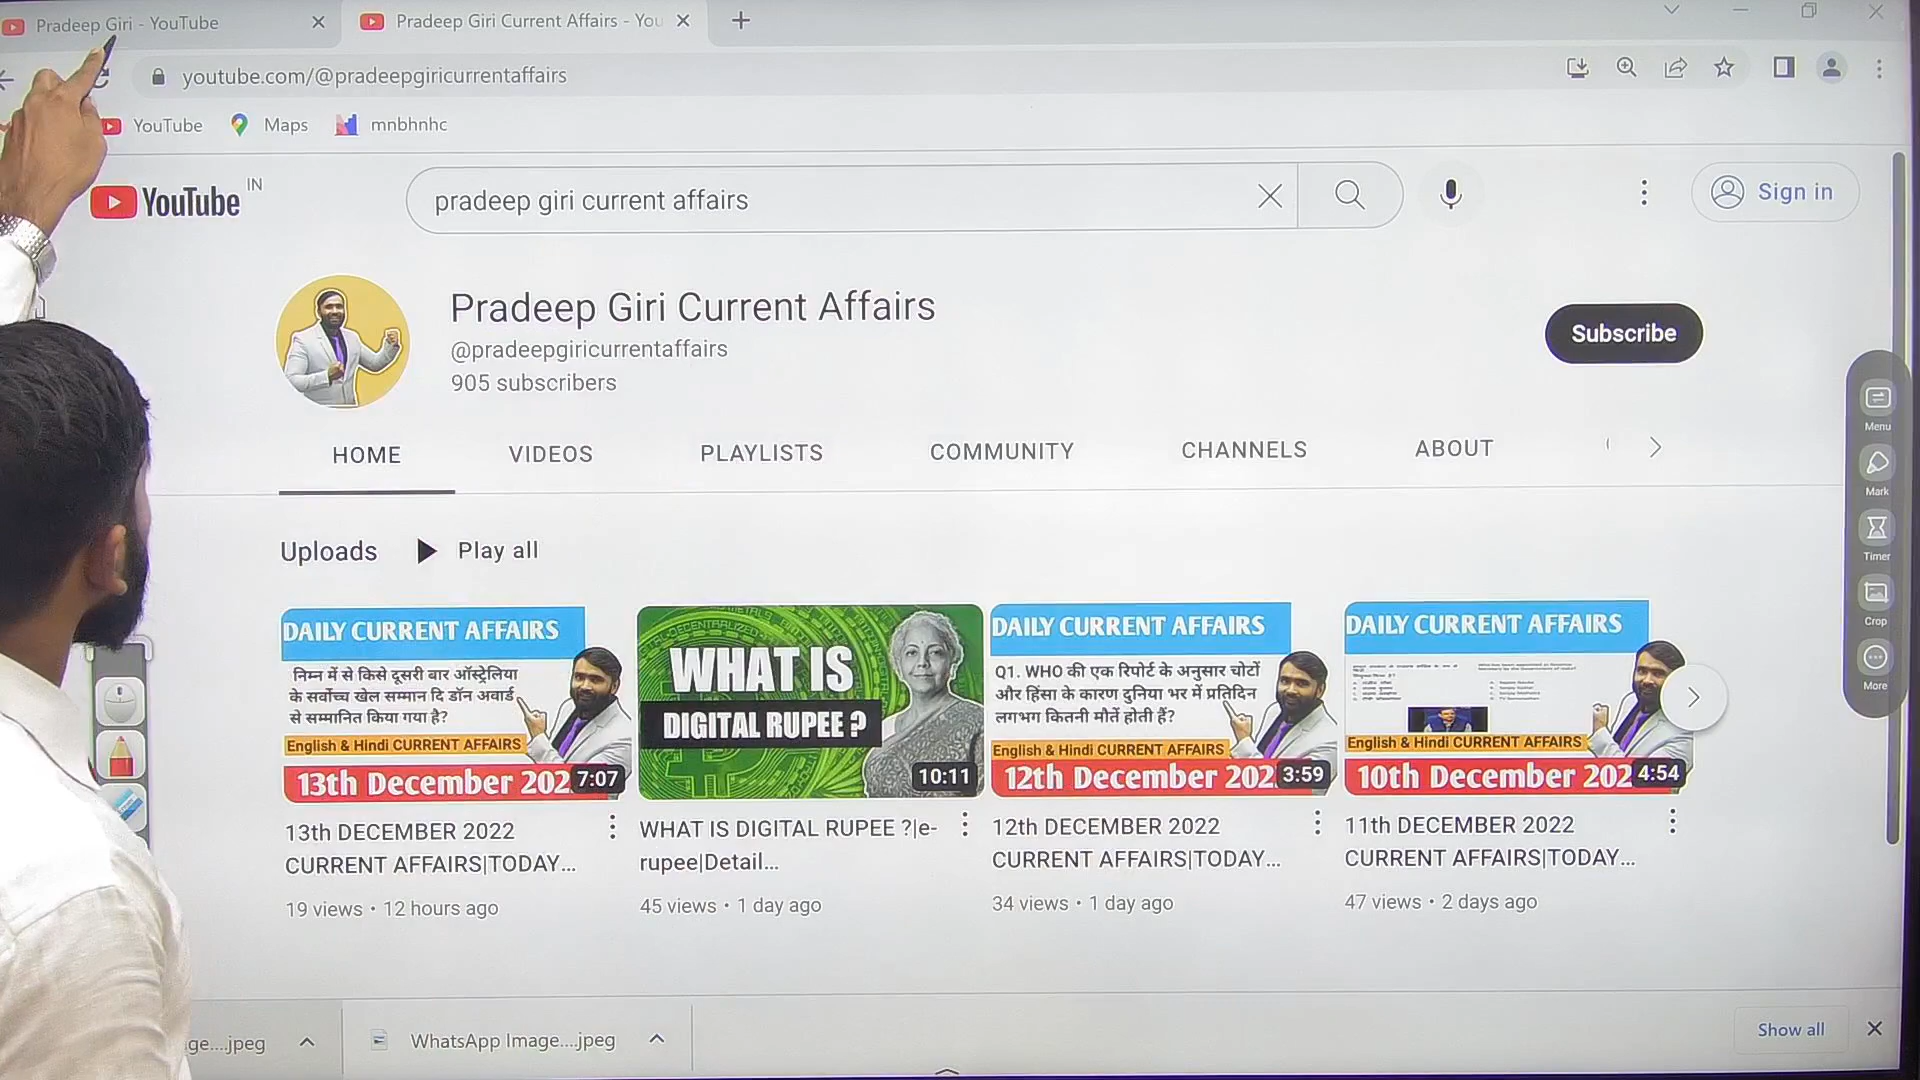 Pradeep Giri - YouTube
Pradeep Giri Current Affairs - You
youtube.com/@pradeepgiricurrentaffairs
YouTube
Maps
mnbhnhc
YouTube
IN
pradeep giri current affairs
Sign in
Pradeep Giri Current Affairs
@pradeepgiricurrentaffairs
905 subscribers
Subscribe
Menu
Mark
Timer
Crop
More
HOME
VIDEOS
PLAYLISTS
COMMUNITY
CHANNELS
ABOUT
Uploads
Play all
DAILY CURRENT AFFAIRS
निम्न में से किसे दूसरी बार ऑस्ट्रेलिया
के सर्वोच्च खेल सम्मान दि डॉन अवार्ड
से सम्मानित किया गया है?
English & Hindi CURRENT AFFAIRS
13th December 202
7:07
13th DECEMBER 2022
CURRENT AFFAIRS|TODAY...
19 views • 12 hours ago
WHAT IS
DIGITAL RUPEE ?
10:11
WHAT IS DIGITAL RUPEE ?|e-
rupee|Detail...
45 views • 1 day ago
DAILY CURRENT AFFAIRS
Q1. WHO की एक रिपोर्ट के अनुसार चोटों
और हिंसा के कारण दुनिया भर में प्रतिदिन
लगभग कितनी मौतें होती हैं?
English & Hindi CURRENT AFFAIRS
12th December 202
3:59
12th DECEMBER 2022
CURRENT AFFAIRS|TODAY...
34 views • 1 day ago
DAILY CURRENT AFFAIRS
English & Hindi CURRENT AFFAIRS
10th December 202
4:54
11th DECEMBER 2022
CURRENT AFFAIRS|TODAY...
47 views • 2 days ago
ge....jpeg
WhatsApp Image....jpeg
Show all